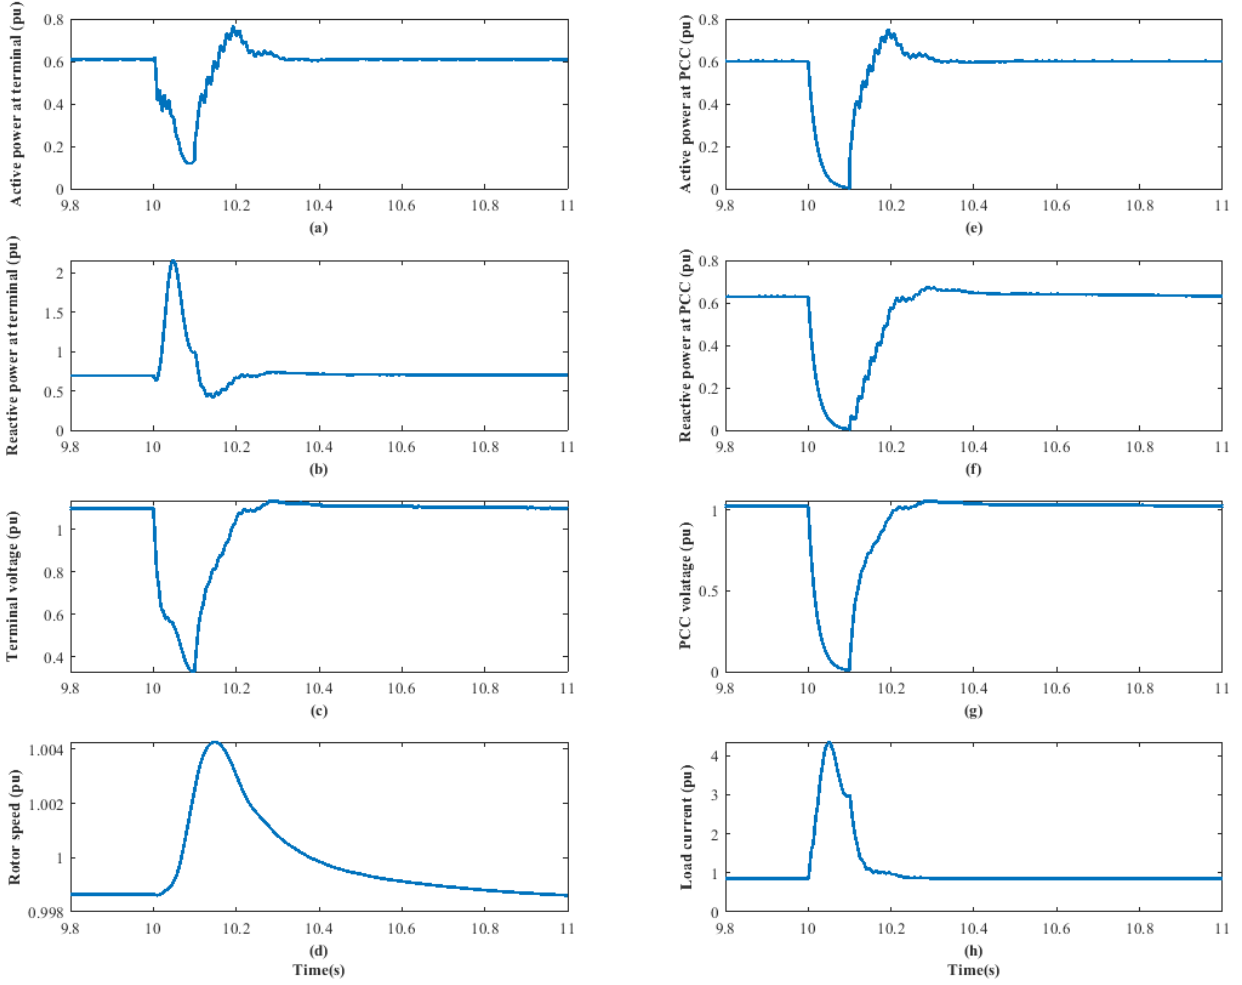 Active power at terminal (pu)
0.8
0.6
0.4
0.2
0
9.8 10 10.2 10.4 10.6 10.8 11
(a)
Active power at PCC (pu)
0.8
0.6
0.4
0.2
0
9.8 10 10.2 10.4 10.6 10.8 11
(e)
Reactive power at terminal (pu)
2
1.5
1
0.5
0
9.8 10 10.2 10.4 10.6 10.8 11
(b)
Reactive power at PCC (pu)
0.8
0.6
0.4
0.2
0
9.8 10 10.2 10.4 10.6 10.8 11
(f)
Terminal voltage (pu)
1
0.8
0.6
0.4
9.8 10 10.2 10.4 10.6 10.8 11
(c)
PCC volatage (pu)
1
0.5
0
9.8 10 10.2 10.4 10.6 10.8 11
(g)
Rotor speed (pu)
1.004
1.002
1
0.998
9.8 10 10.2 10.4 10.6 10.8 11
(d)
Time(s)
Load current (pu)
4
3
2
1
0
9.8 10 10.2 10.4 10.6 10.8 11
(h)
Time(s)